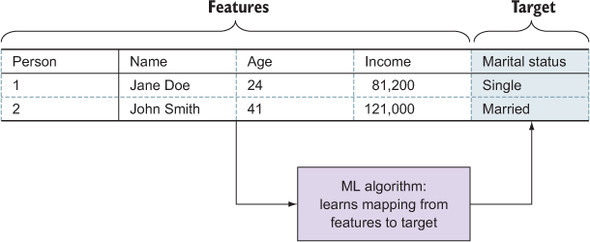 Features Target
Person Name Age Income Marital status
1 Jane Doe 24 81,200 Single
2 John Smith 41 121,000 Married
ML algorithm:
learns mapping from
features to target